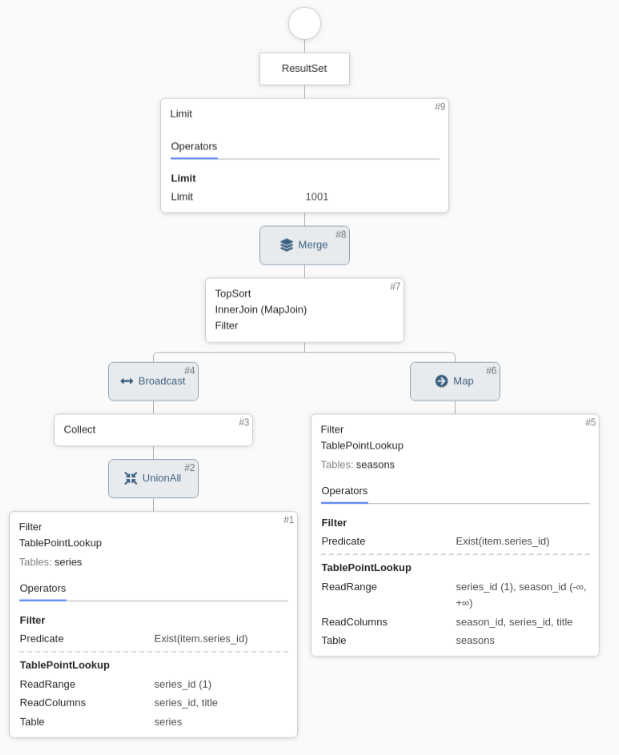 ResultSet
#9
Limit
Operators
Limit
Limit 1001
#8
Merge
#7
TopSort
InnerJoin (MapJoin)
Filter
#4
Broadcast
#6
Map
#3
Collect
#5
Filter
TablePointLookup
Tables: seasons
Operators
Filter
Predicate Exist(item.series_id)
TablePointLookup
ReadRange series_id (1), season_id (-∞,
+∞)
ReadColumns season_id, series_id, title
Table seasons
#2
UnionAll
#1
Filter
TablePointLookup
Tables: series
Operators
Filter
Predicate Exist(item.series_id)
TablePointLookup
ReadRange series_id (1)
ReadColumns series_id, title
Table series